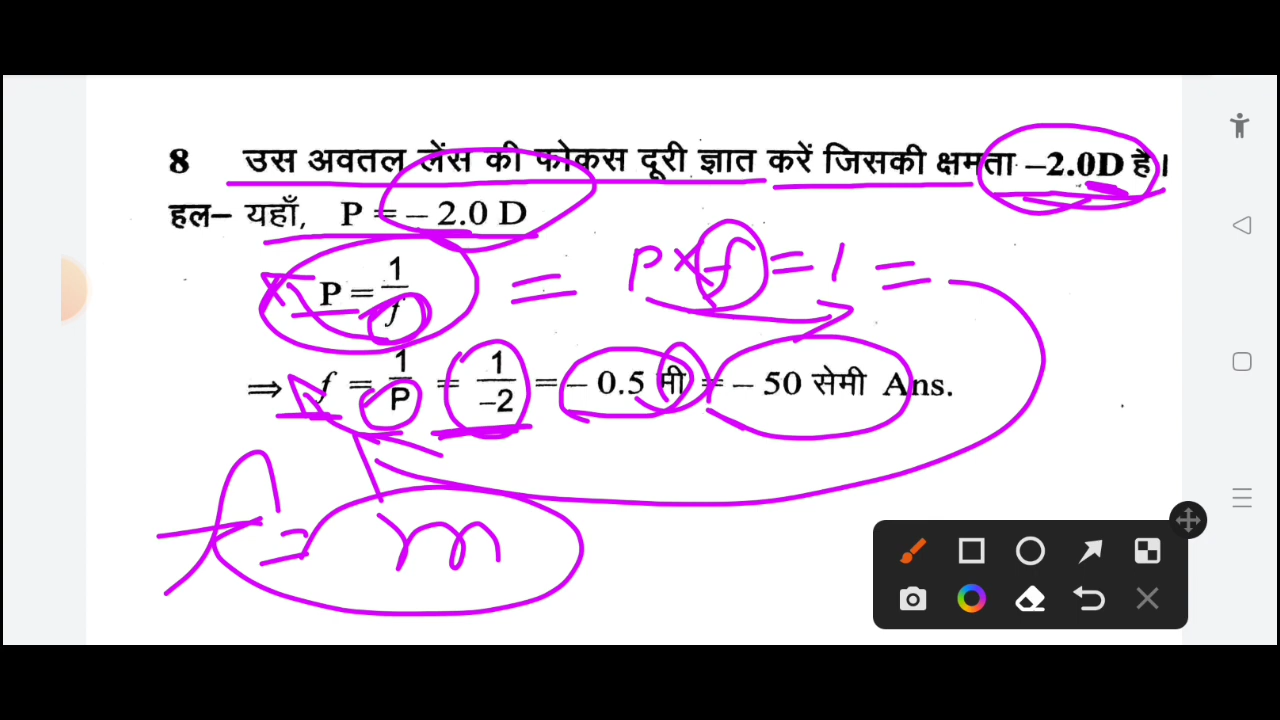 8 उस अवतल लेंस की फोकस दूरी ज्ञात करें जिसकी क्षमता –2.0D है।
हल– यहाँ, P = – 2.0 D
P = 1/f = P × f = 1 =
⇒ f = 1/P = 1/–2 = – 0.5 मी = – 50 सेमी Ans.
f = m